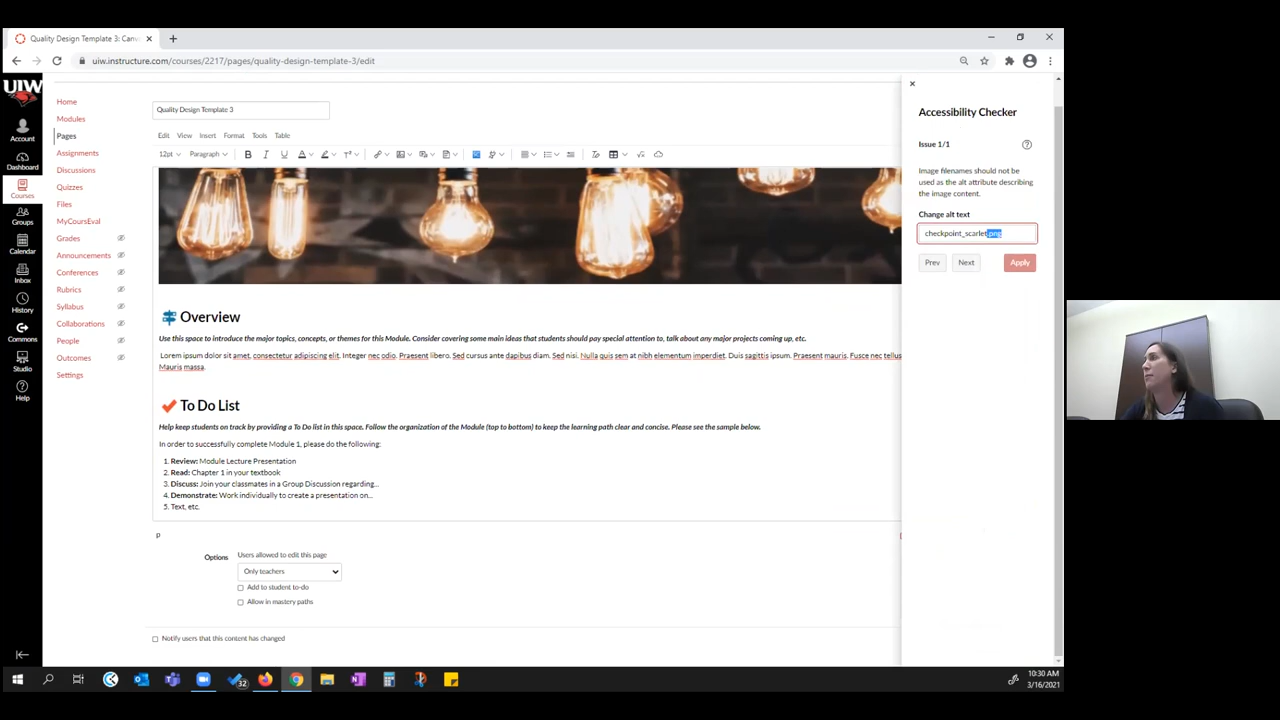 Quality Design Template 3: Canv
uiw.instructure.com/courses/2217/pages/quality-design-template-3/edit
UIW
Account
Dashboard
Courses
Groups
Calendar
Inbox
History
Commons
Studio
Help
Home
Modules
Pages
Assignments
Discussions
Quizzes
Files
MyCoursEval
Grades
Announcements
Conferences
Rubrics
Syllabus
Collaborations
People
Outcomes
Settings
Quality Design Template 3
Edit View Insert Format Tools Table
12pt Paragraph B I U A
Overview
Use this space to introduce the major topics, concepts, or themes for this Module. Consider covering some main ideas that students should pay special attention to, talk about any major projects coming up, etc.
Lorem ipsum dolor sit amet, consectetur adipiscing elit. Integer nec odio. Praesent libero. Sed cursus ante dapibus diam. Sed nisi. Nulla quis sem at nibh elementum imperdiet. Duis sagittis ipsum. Praesent mauris. Fusce nec tellus
Mauris massa.
To Do List
Help keep students on track by providing a To Do list in this space. Follow the organization of the Module (top to bottom) to keep the learning path clear and concise. Please see the sample below.
In order to successfully complete Module 1, please do the following:
1. Review: Module Lecture Presentation
2. Read: Chapter 1 in your textbook
3. Discuss: Join your classmates in a Group Discussion regarding...
4. Demonstrate: Work individually to create a presentation on...
5. Text, etc.
p
Options
Users allowed to edit this page
Only teachers
Add to student to-do
Allow in mastery paths
Notify users that this content has changed
Accessibility Checker
Issue 1/1
Image filenames should not be
used as the alt attribute describing
the image content.
Change alt text
checkpoint_scarlet.png
Prev Next Apply
32
10:30 AM
3/16/2021